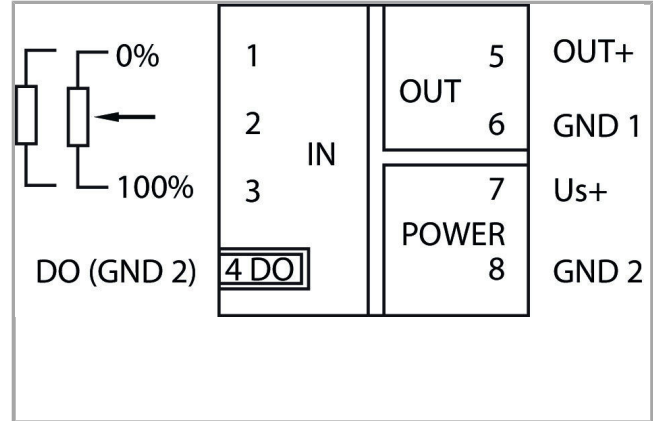 0% 1 5 OUT+
OUT
2 6 GND 1
IN
100% 3 7 Us+
POWER
DO (GND 2) 4 DO 8 GND 2